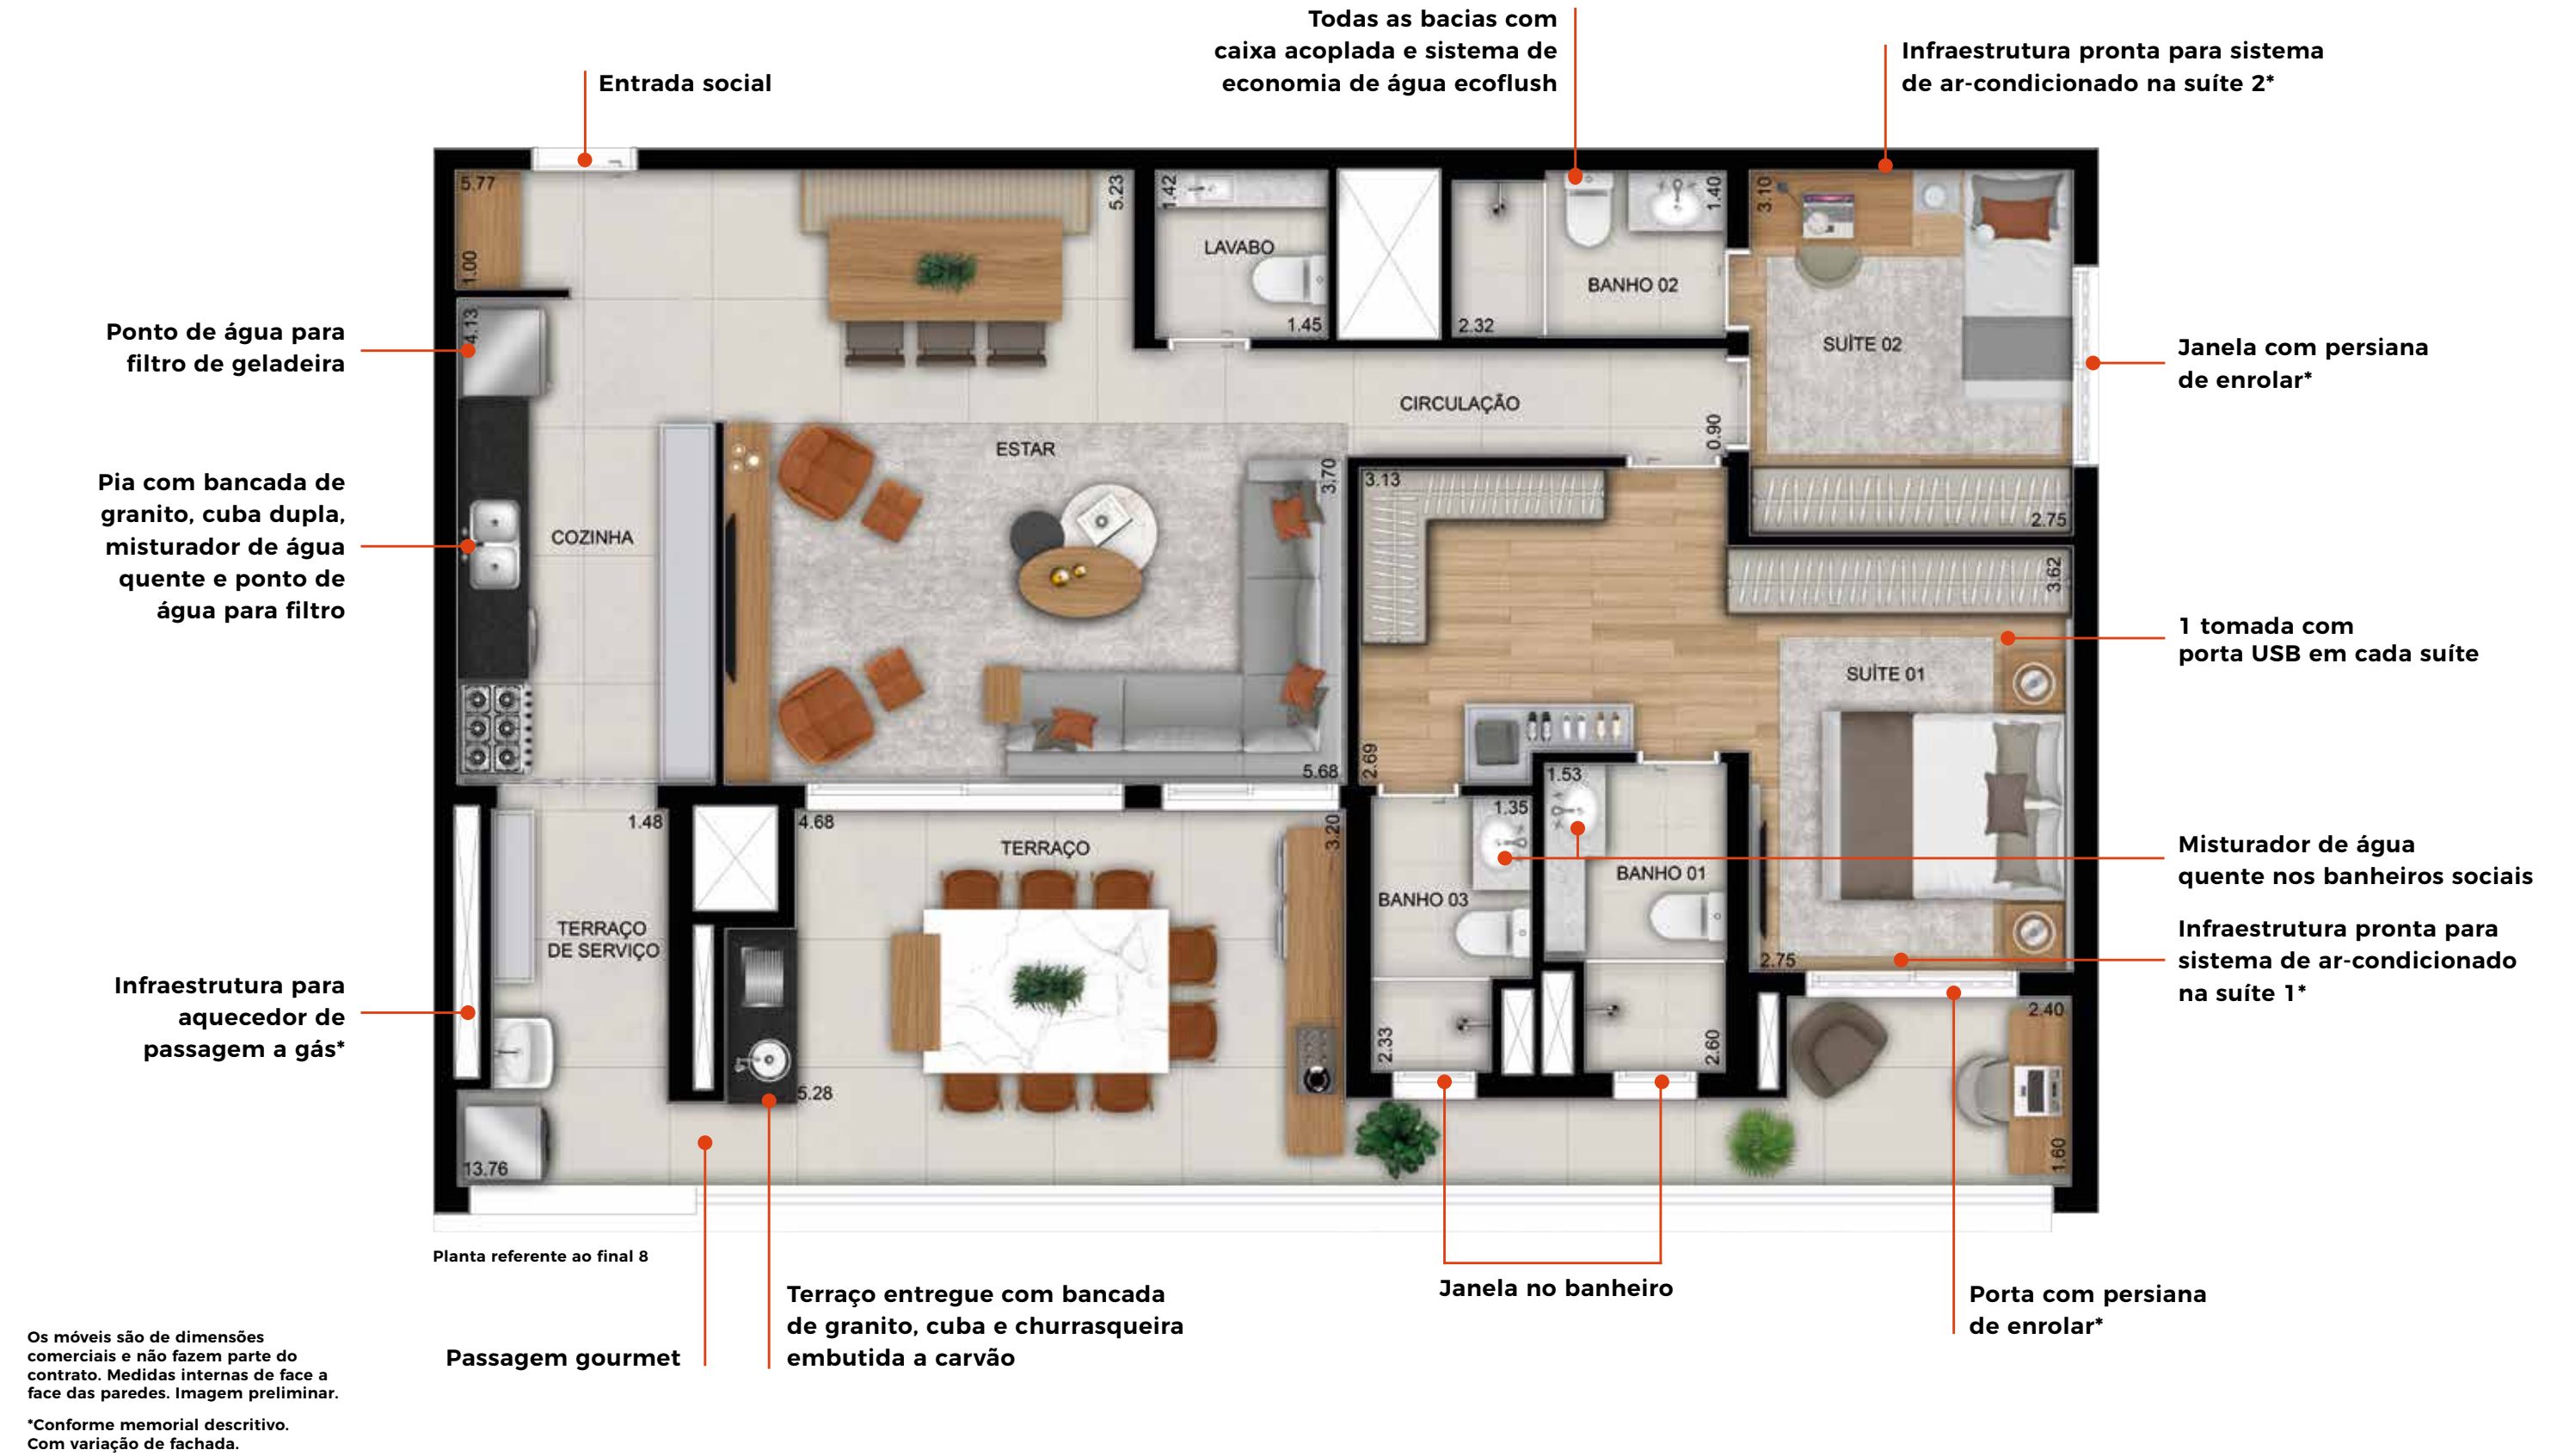 Todas as bacias com
caixa acoplada e sistema de
economia de água ecoflush
Infraestrutura pronta para sistema
de ar-condicionado na suíte 2*
Entrada social
5.77
5.23
1.42
1.40
3.10
LAVABO
1.00
BANHO 02
1.45
2.32
4.13
SUÍTE 02
Ponto de água para
filtro de geladeira
Janela com persiana
de enrolar*
CIRCULAÇÃO
0.90
ESTAR
3.70
3.13
2.75
Pia com bancada de
granito, cuba dupla,
misturador de água
quente e ponto de
água para filtro
COZINHA
3.62
1 tomada com
porta USB em cada suíte
SUÍTE 01
5.68
2.69
1.53
1.35
1.48
4.68
3.20
TERRAÇO
BANHO 03
BANHO 01
Misturador de água
quente nos banheiros sociais
TERRAÇO
DE SERVIÇO
2.75
Infraestrutura pronta para
sistema de ar-condicionado
na suíte 1*
Infraestrutura para
aquecedor de
passagem a gás*
2.40
2.33
2.60
5.28
13.76
1.60
Planta referente ao final 8
Janela no banheiro
Terraço entregue com bancada
de granito, cuba e churrasqueira
embutida a carvão
Porta com persiana
de enrolar*
Passagem gourmet
Os móveis são de dimensões
comerciais e não fazem parte do
contrato. Medidas internas de face a
face das paredes. Imagem preliminar.
*Conforme memorial descritivo.
Com variação de fachada.